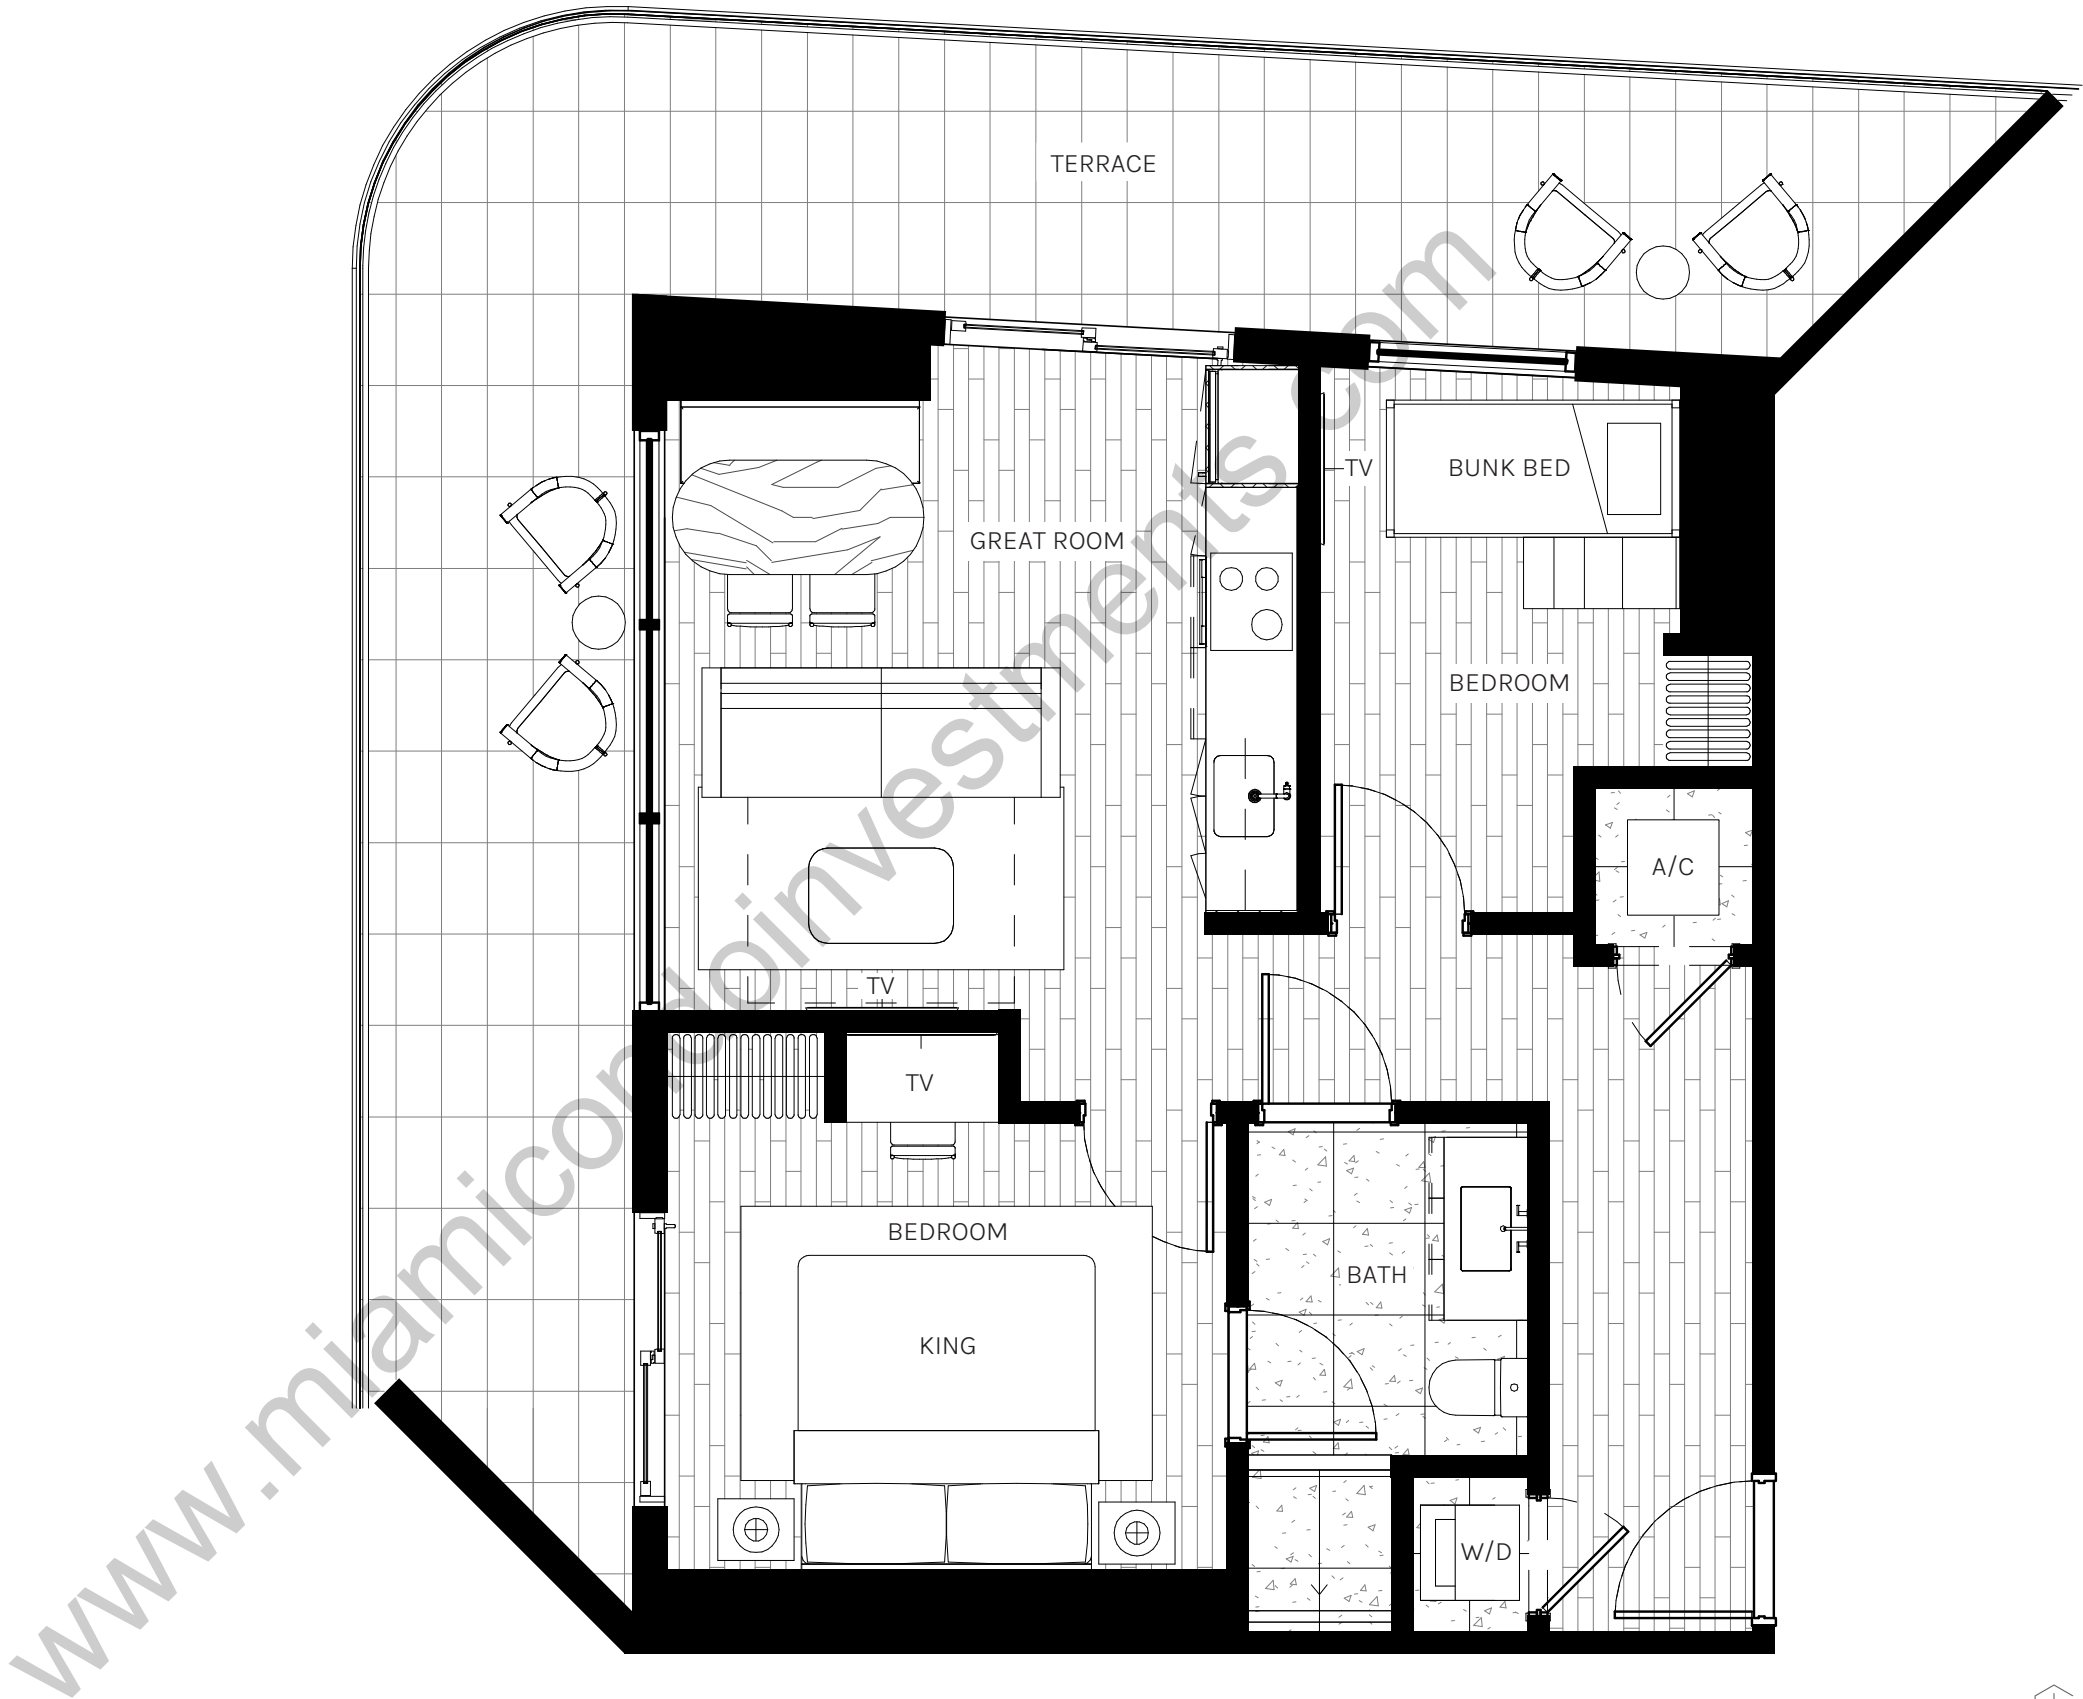 TERRACE
TV
BUNK BED
GREAT ROOM
BEDROOM
A/C
TV
TV
BEDROOM
BATH
KING
W/D
www.miamicondoinvestments.com